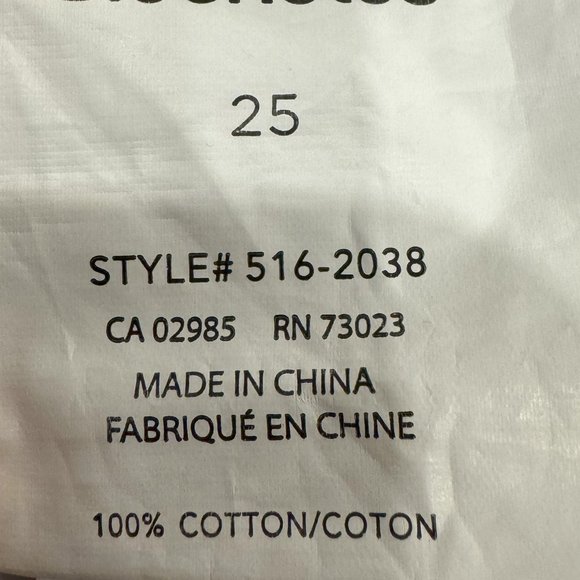 25
STYLE# 516-2038
CA 02985 RN 73023
MADE IN CHINA
FABRIQUÉ EN CHINE
100% COTTON/COTON